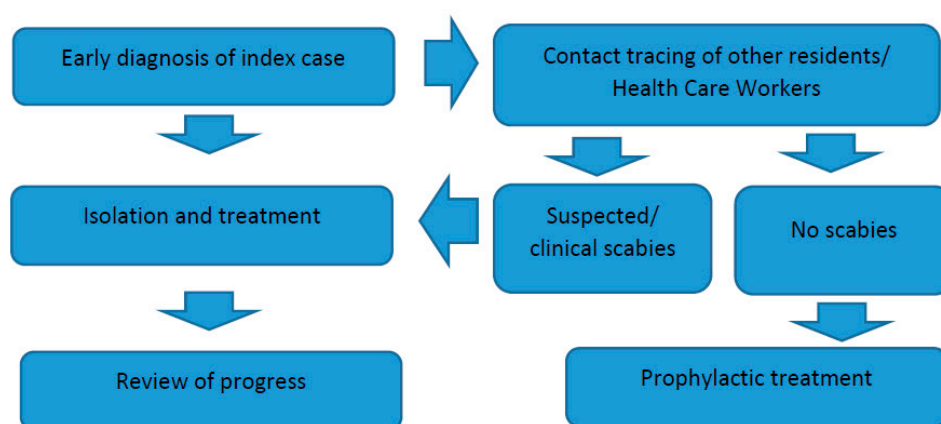 Early diagnosis of index case
Contact tracing of other residents/
Health Care Workers
Isolation and treatment
Suspected/
clinical scabies
No scabies
Review of progress
Prophylactic treatment